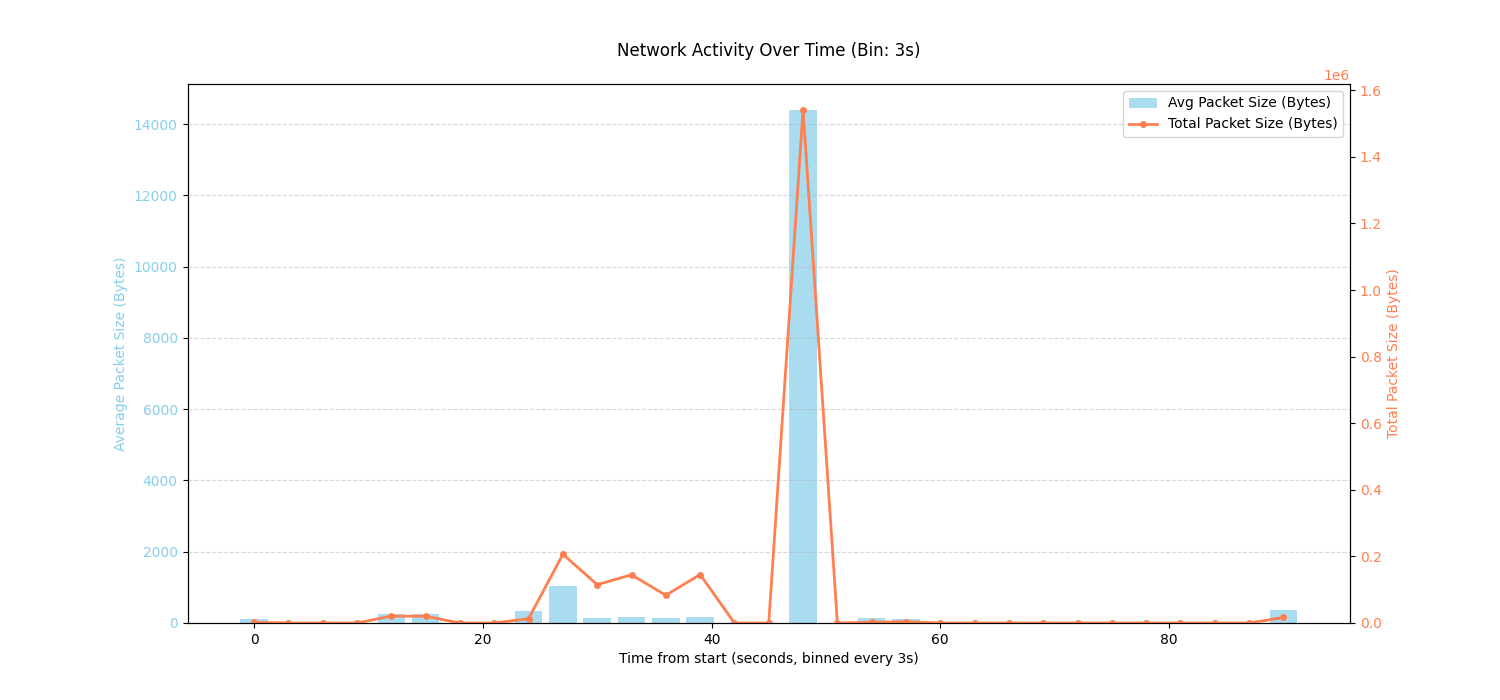 Network Activity Over Time (Bin: 3s)
1e6
Avg Packet Size (Bytes)
Total Packet Size (Bytes)
Average Packet Size (Bytes)
14000
12000
10000
8000
6000
4000
2000
0
1.6
1.4
1.2
1.0
0.8
0.6
0.4
0.2
0.0
Total Packet Size (Bytes)
0 20 40 60 80
Time from start (seconds, binned every 3s)